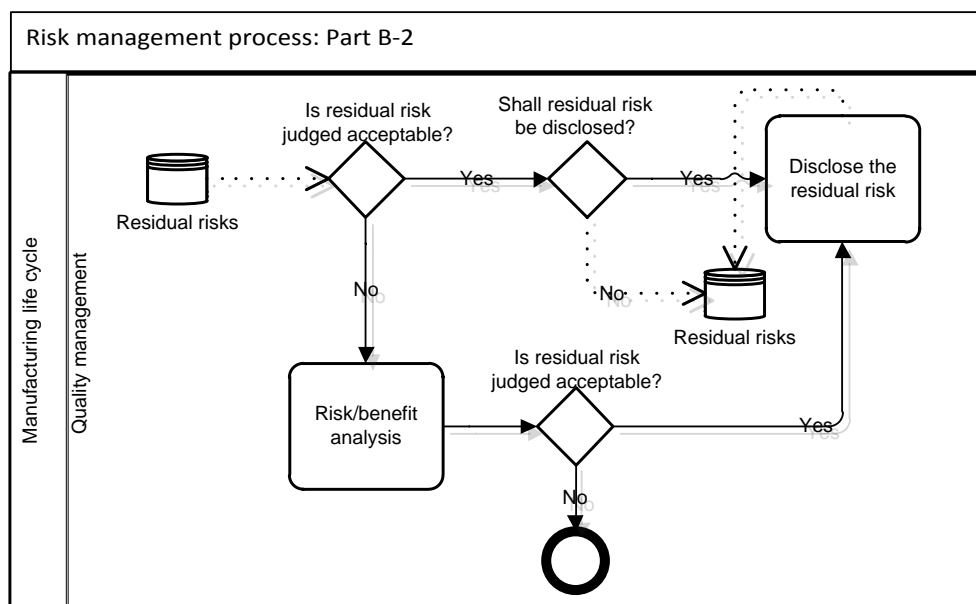 Risk management process: Part B-2
Manufacturing life cycle
Quality management
Is residual risk
judged acceptable?
Shall residual risk
be disclosed?
Residual risks
Yes
Yes
Disclose the
residual risk
No
No
Residual risks
Risk/benefit
analysis
Is residual risk
judged acceptable?
Yes
No